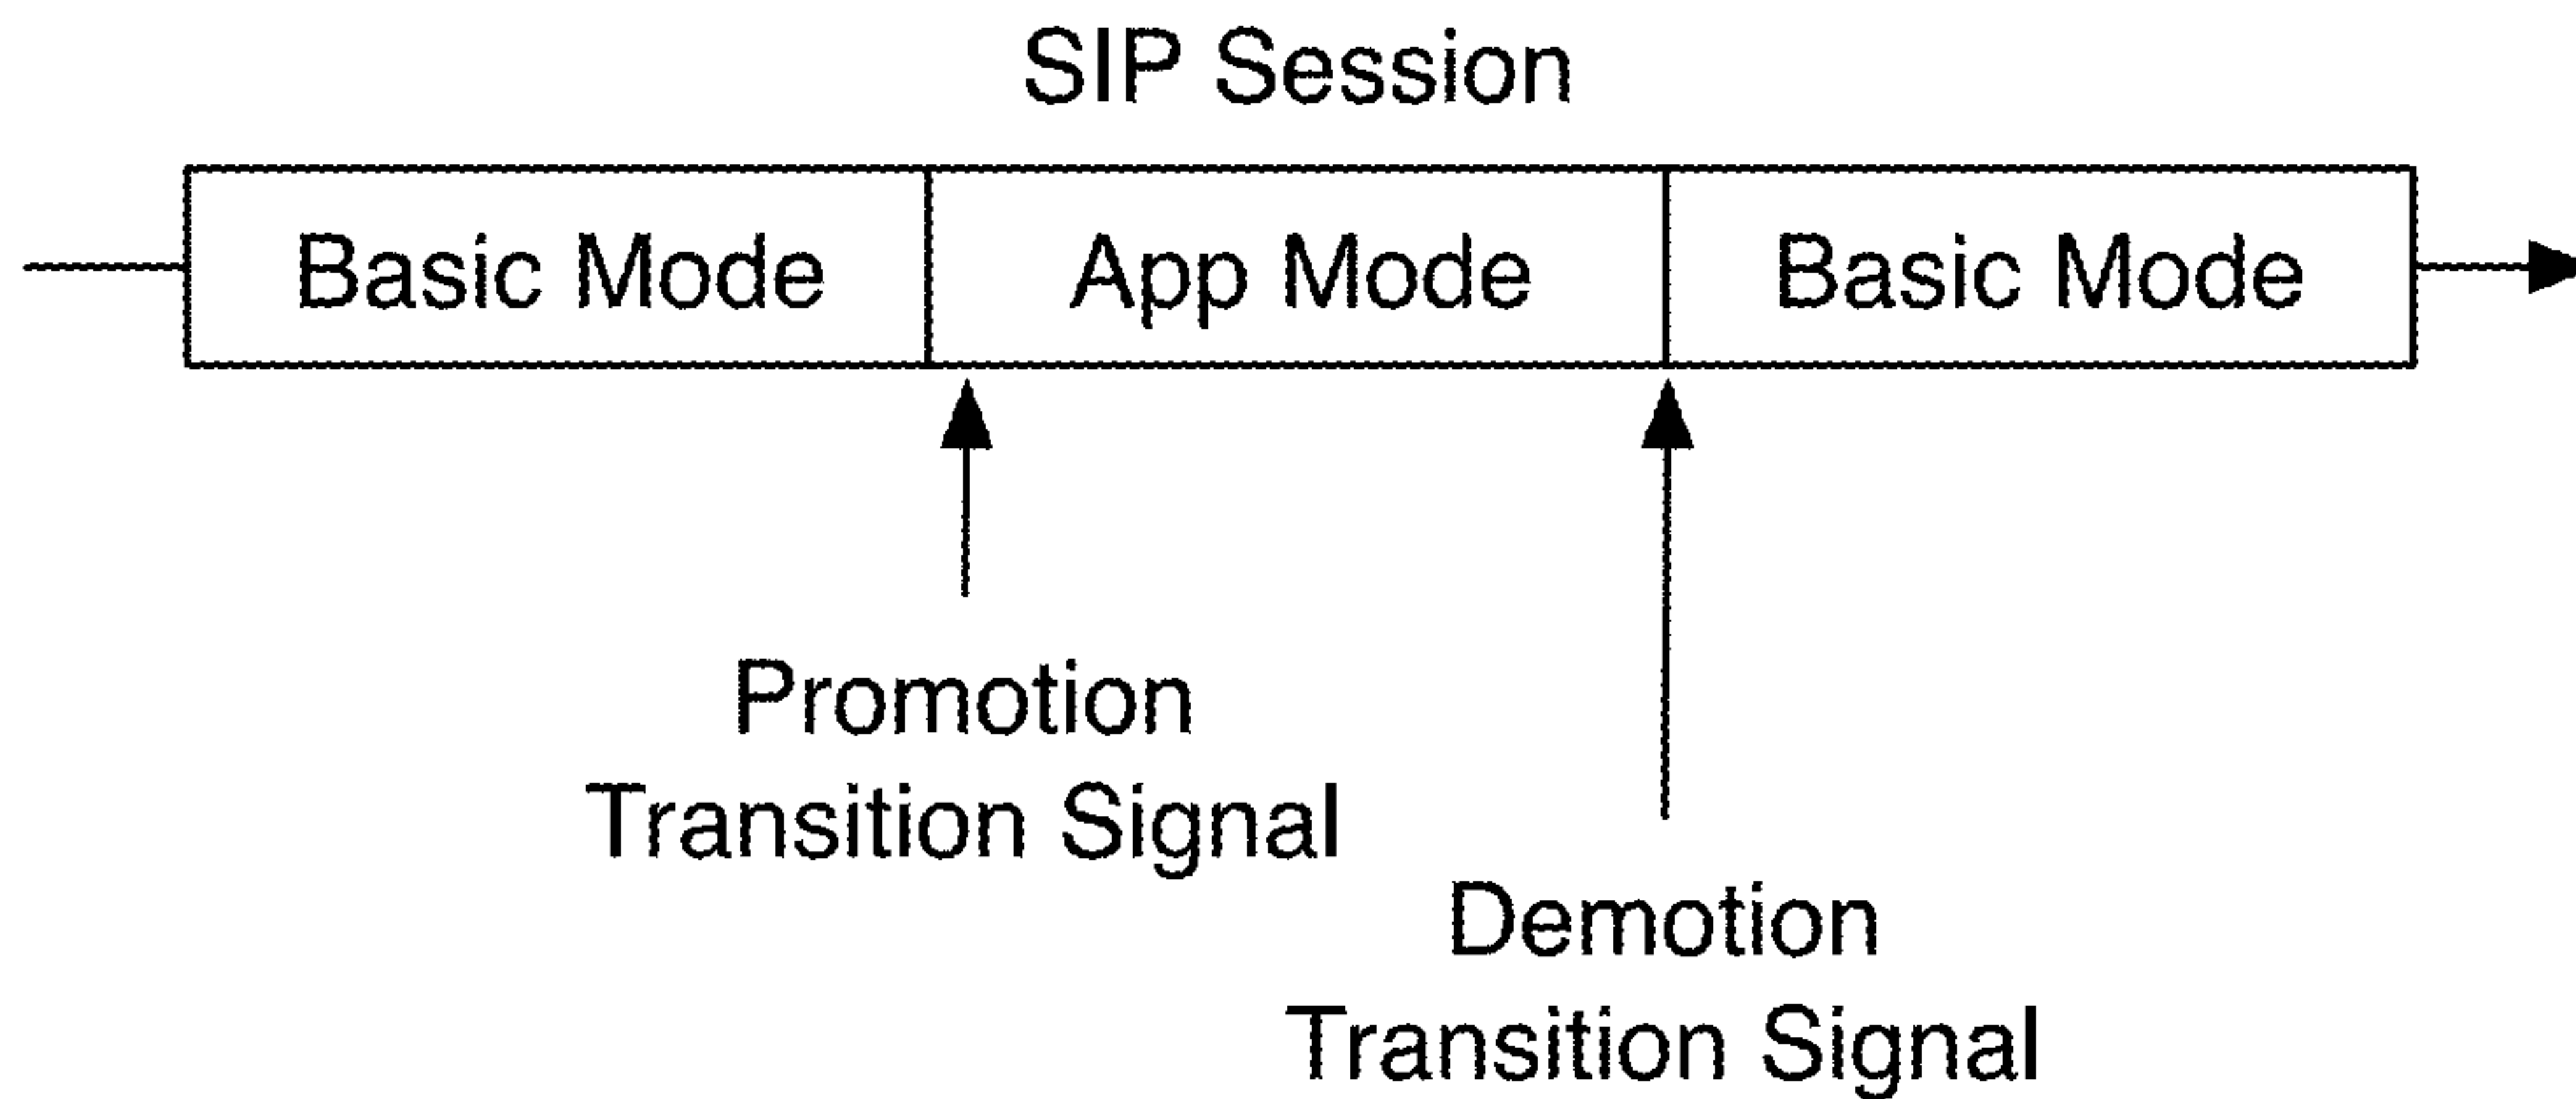 SIP Session
Basic Mode
App Mode
Basic Mode
Promotion
Transition Signal
Demotion
Transition Signal